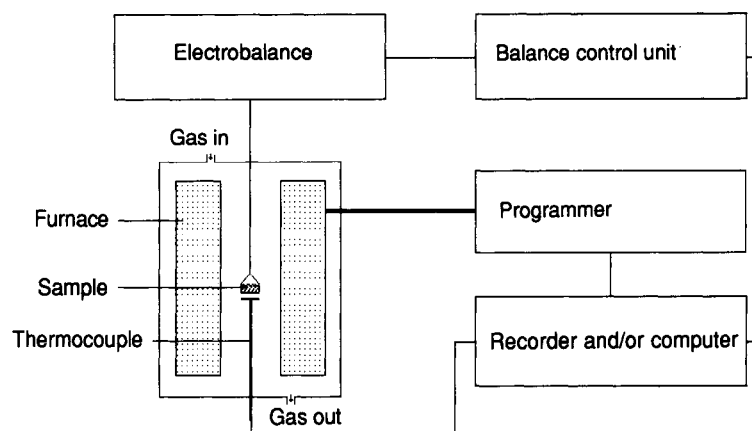 Electrobalance
Balance control unit
Gas in
Furnace
Programmer
Sample
Thermocouple
Recorder and/or computer
Gas out